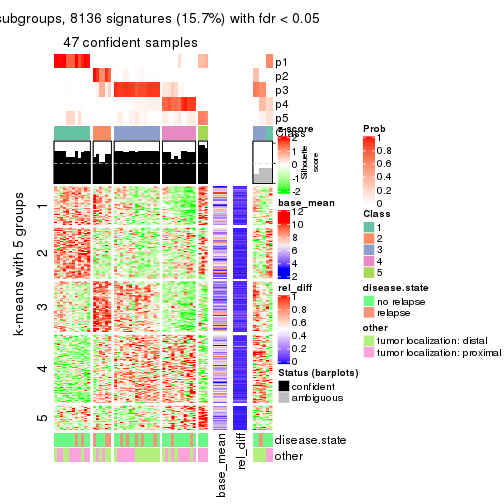 subgroups, 8136 signatures (15.7%) with fdr < 0.05
47 confident samples
p1
p2
p3
p4
p5
Class
Silhouette
score
k-means with 5 groups
1
2
3
4
5
base_mean
rel_diff
disease.state
other
z-score
2
1
0
-1
-2
base_mean
12
10
8
6
4
2
rel_diff
1
0.8
0.6
0.4
0.2
0
Status (barplots)
confident
ambiguous
Prob
1
0.8
0.6
0.4
0.2
0
Class
1
2
3
4
5
disease.state
no relapse
relapse
other
tumor localization: distal
tumor localization: proximal